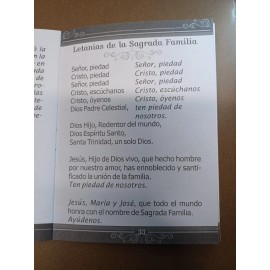 Letanías de la Sagrada Familia
Señor, piedad Señor, piedad
Cristo, piedad Cristo, piedad
Señor, piedad Señor, piedad
Cristo, escúchanos Cristo, escúchanos
Cristo, óyenos Cristo, óyenos
Dios Padre Celestial, ten piedad de
nosotros.
Dios Hijo, Redentor del mundo,
Dios Espíritu Santo,
Santa Trinidad, un solo Dios.
Jesús, Hijo de Dios vivo, que hecho hombre
por nuestro amor, has ennoblecido y santi-
ficado la unión de la familia.
Ten piedad de nosotros.
Jesús, María y José, que todo el mundo
honra con el nombre de Sagrada Familia.
Ayúdenos.